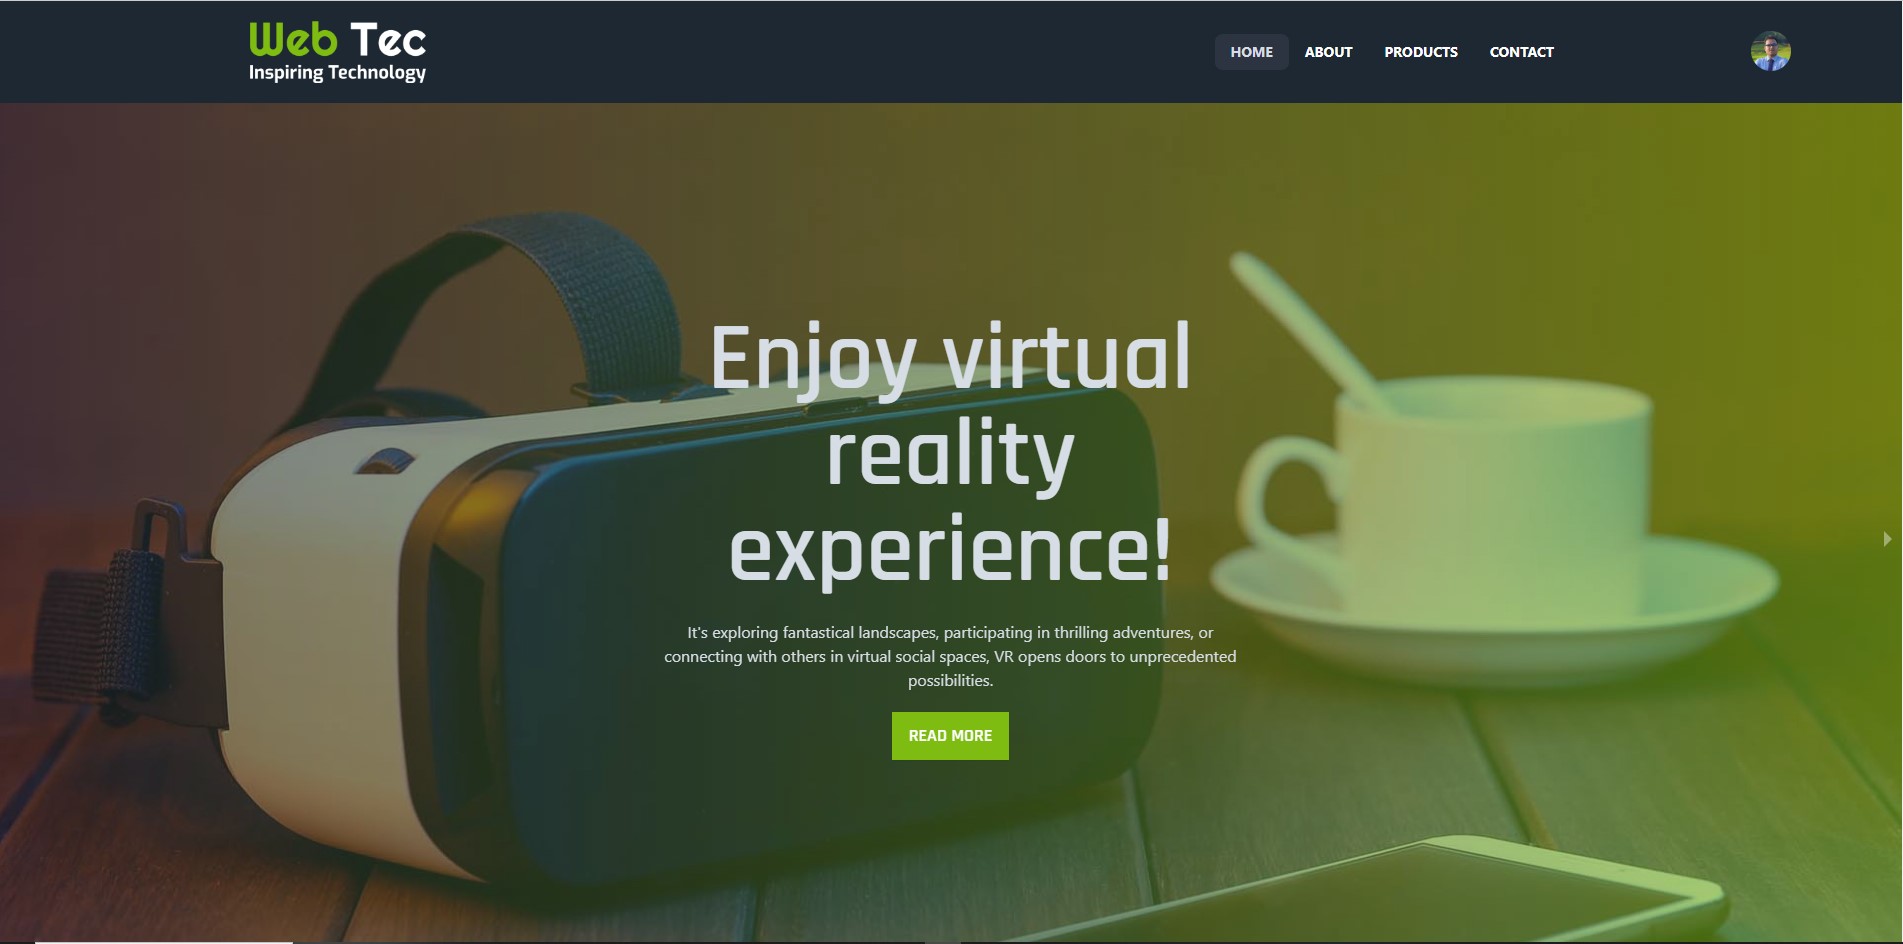 Web Tec
Inspiring Technology
HOME ABOUT PRODUCTS CONTACT
Enjoy virtual
reality
experience!
It's exploring fantastical landscapes, participating in thrilling adventures, or
connecting with others in virtual social spaces, VR opens doors to unprecedented
possibilities.
READ MORE